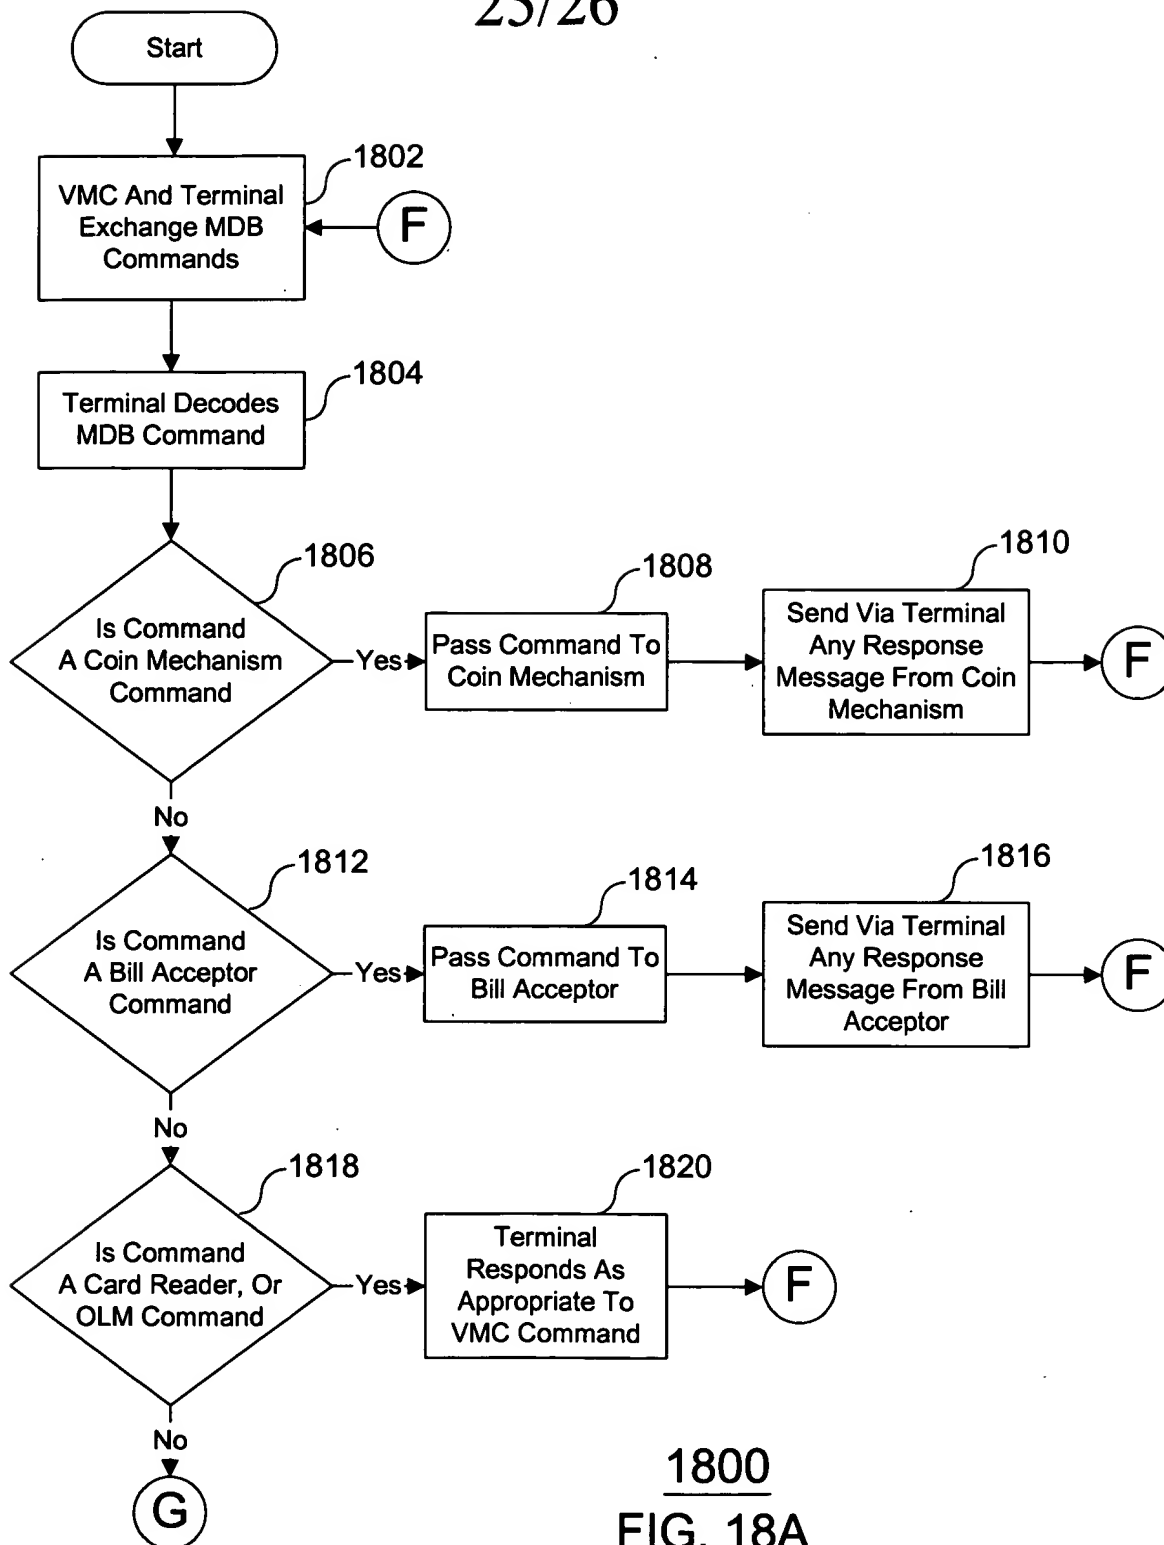 25/26
Start
1802
VMC And Terminal
Exchange MDB
Commands
F
1804
Terminal Decodes
MDB Command
1806
Is Command
A Coin Mechanism
Command
Yes
1808
Pass Command To
Coin Mechanism
1810
Send Via Terminal
Any Response
Message From Coin
Mechanism
F
No
1812
Is Command
A Bill Acceptor
Command
Yes
1814
Pass Command To
Bill Acceptor
1816
Send Via Terminal
Any Response
Message From Bill
Acceptor
F
No
1818
Is Command
A Card Reader, Or
OLM Command
Yes
1820
Terminal
Responds As
Appropriate To
VMC Command
F
No
G
1800
FIG. 18A